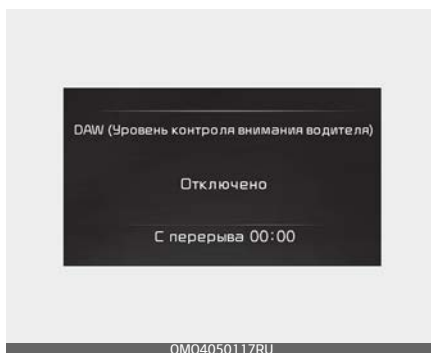 DAW (Уровень контроля внимания водителя)
Отключено
С перерыва 00:00
OMQ4050117RU